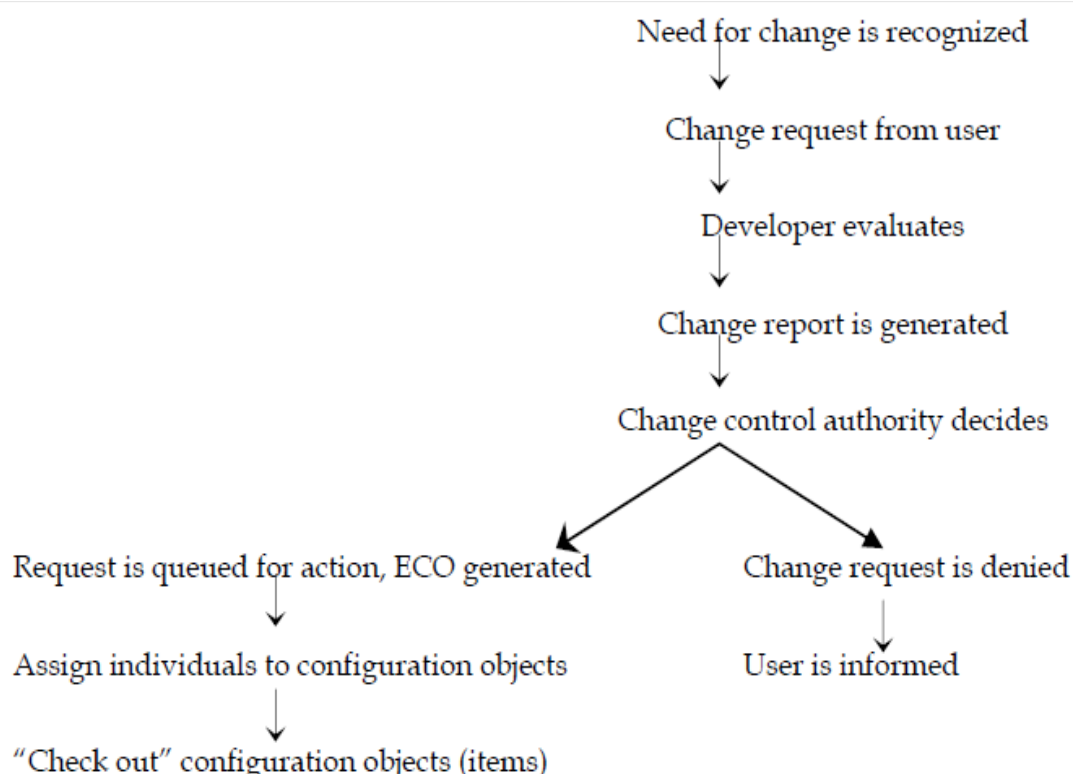 Need for change is recognized
Change request from user
Developer evaluates
Change report is generated
Change control authority decides
Request is queued for action, ECO generated
Change request is denied
Assign individuals to configuration objects
User is informed
“Check out” configuration objects (items)